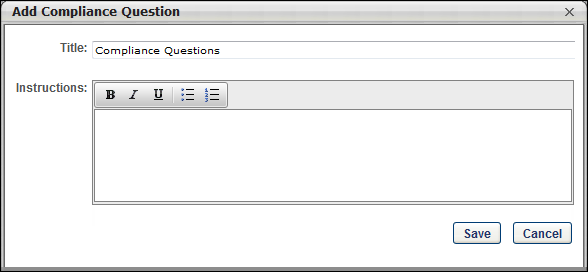 Add Compliance Question
Title: Compliance Questions
Instructions:
B I U
Save Cancel